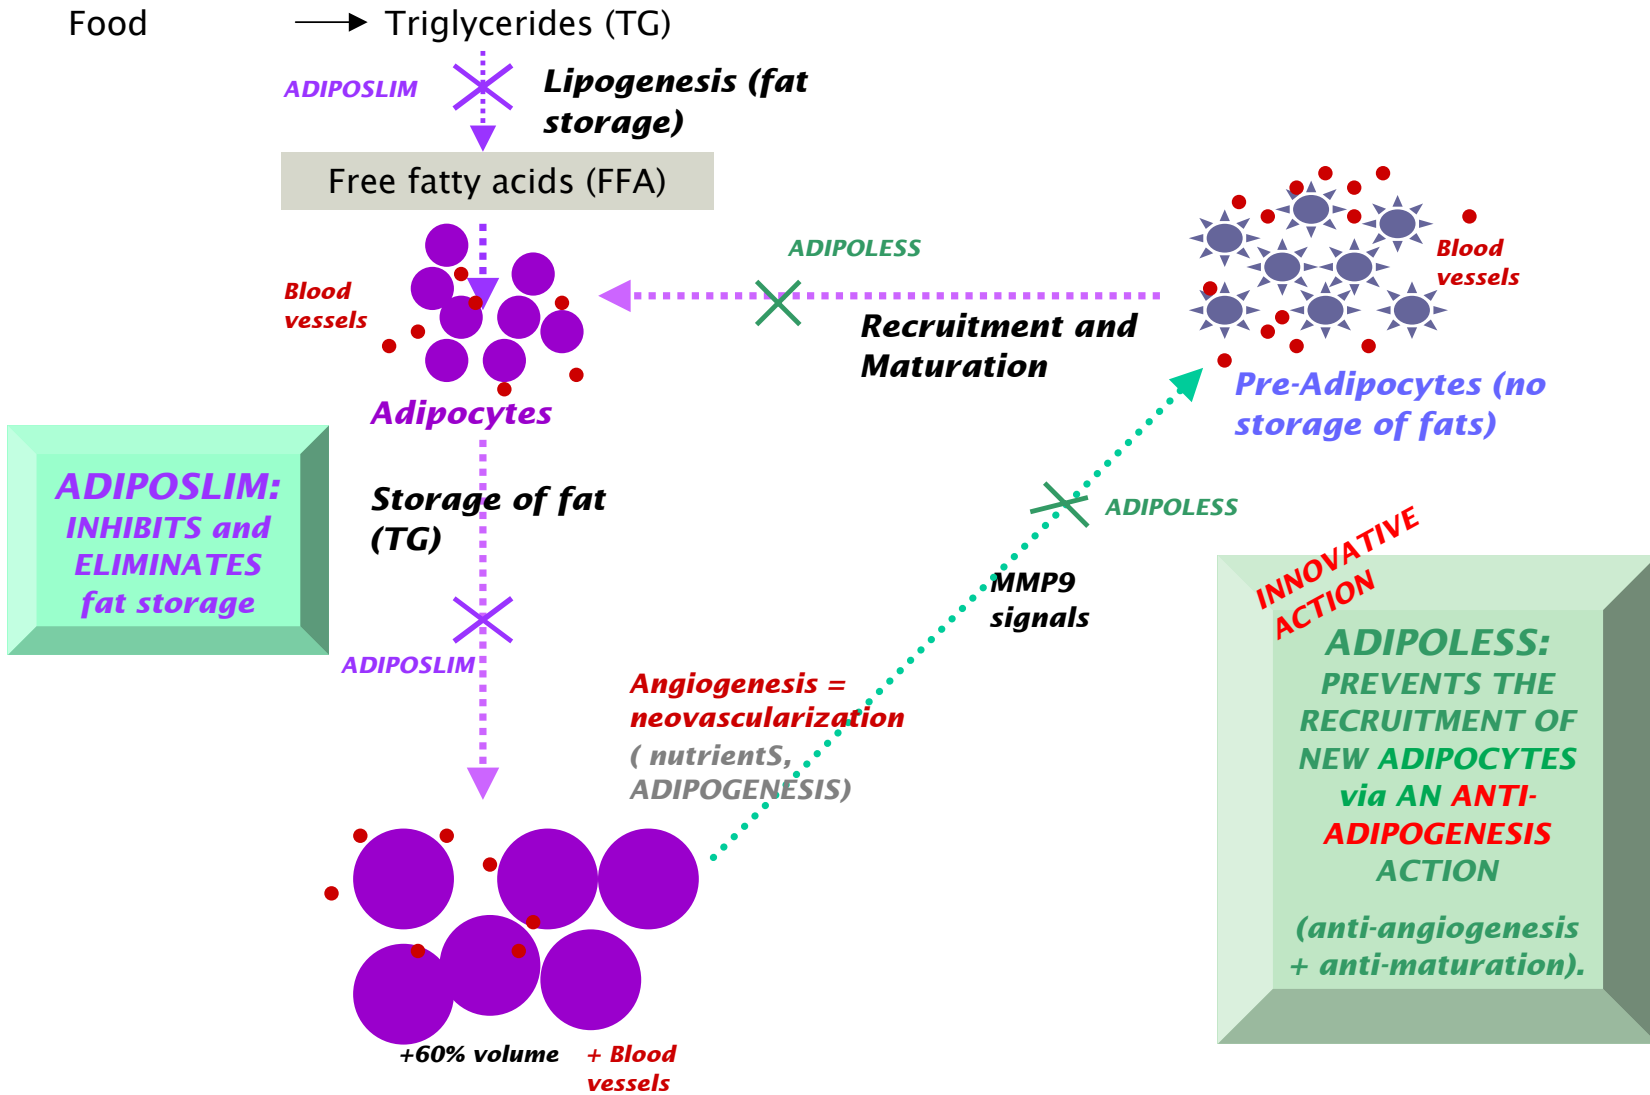 Food
Triglycerides (TG)
ADIPOSLIM
Lipogenesis (fat
storage)
Free fatty acids (FFA)
ADIPOLESS
Blood
vessels
Blood
vessels
Recruitment and
Maturation
Adipocytes
Pre-Adipocytes (no
storage of fats)
ADIPOSLIM:
INHIBITS and
ELIMINATES
fat storage
Storage of fat
(TG)
ADIPOLESS
MMP9
signals
ADIPOSLIM
Angiogenesis =
neovascularization
( nutrientS,
ADIPOGENESIS)
INNOVATIVE
ACTION
ADIPOLESS:
PREVENTS THE
RECRUITMENT OF
NEW ADIPOCYTES
via AN ANTI-
ADIPOGENESIS
ACTION
(anti-angiogenesis
+ anti-maturation).
+60% volume
+ Blood
vessels